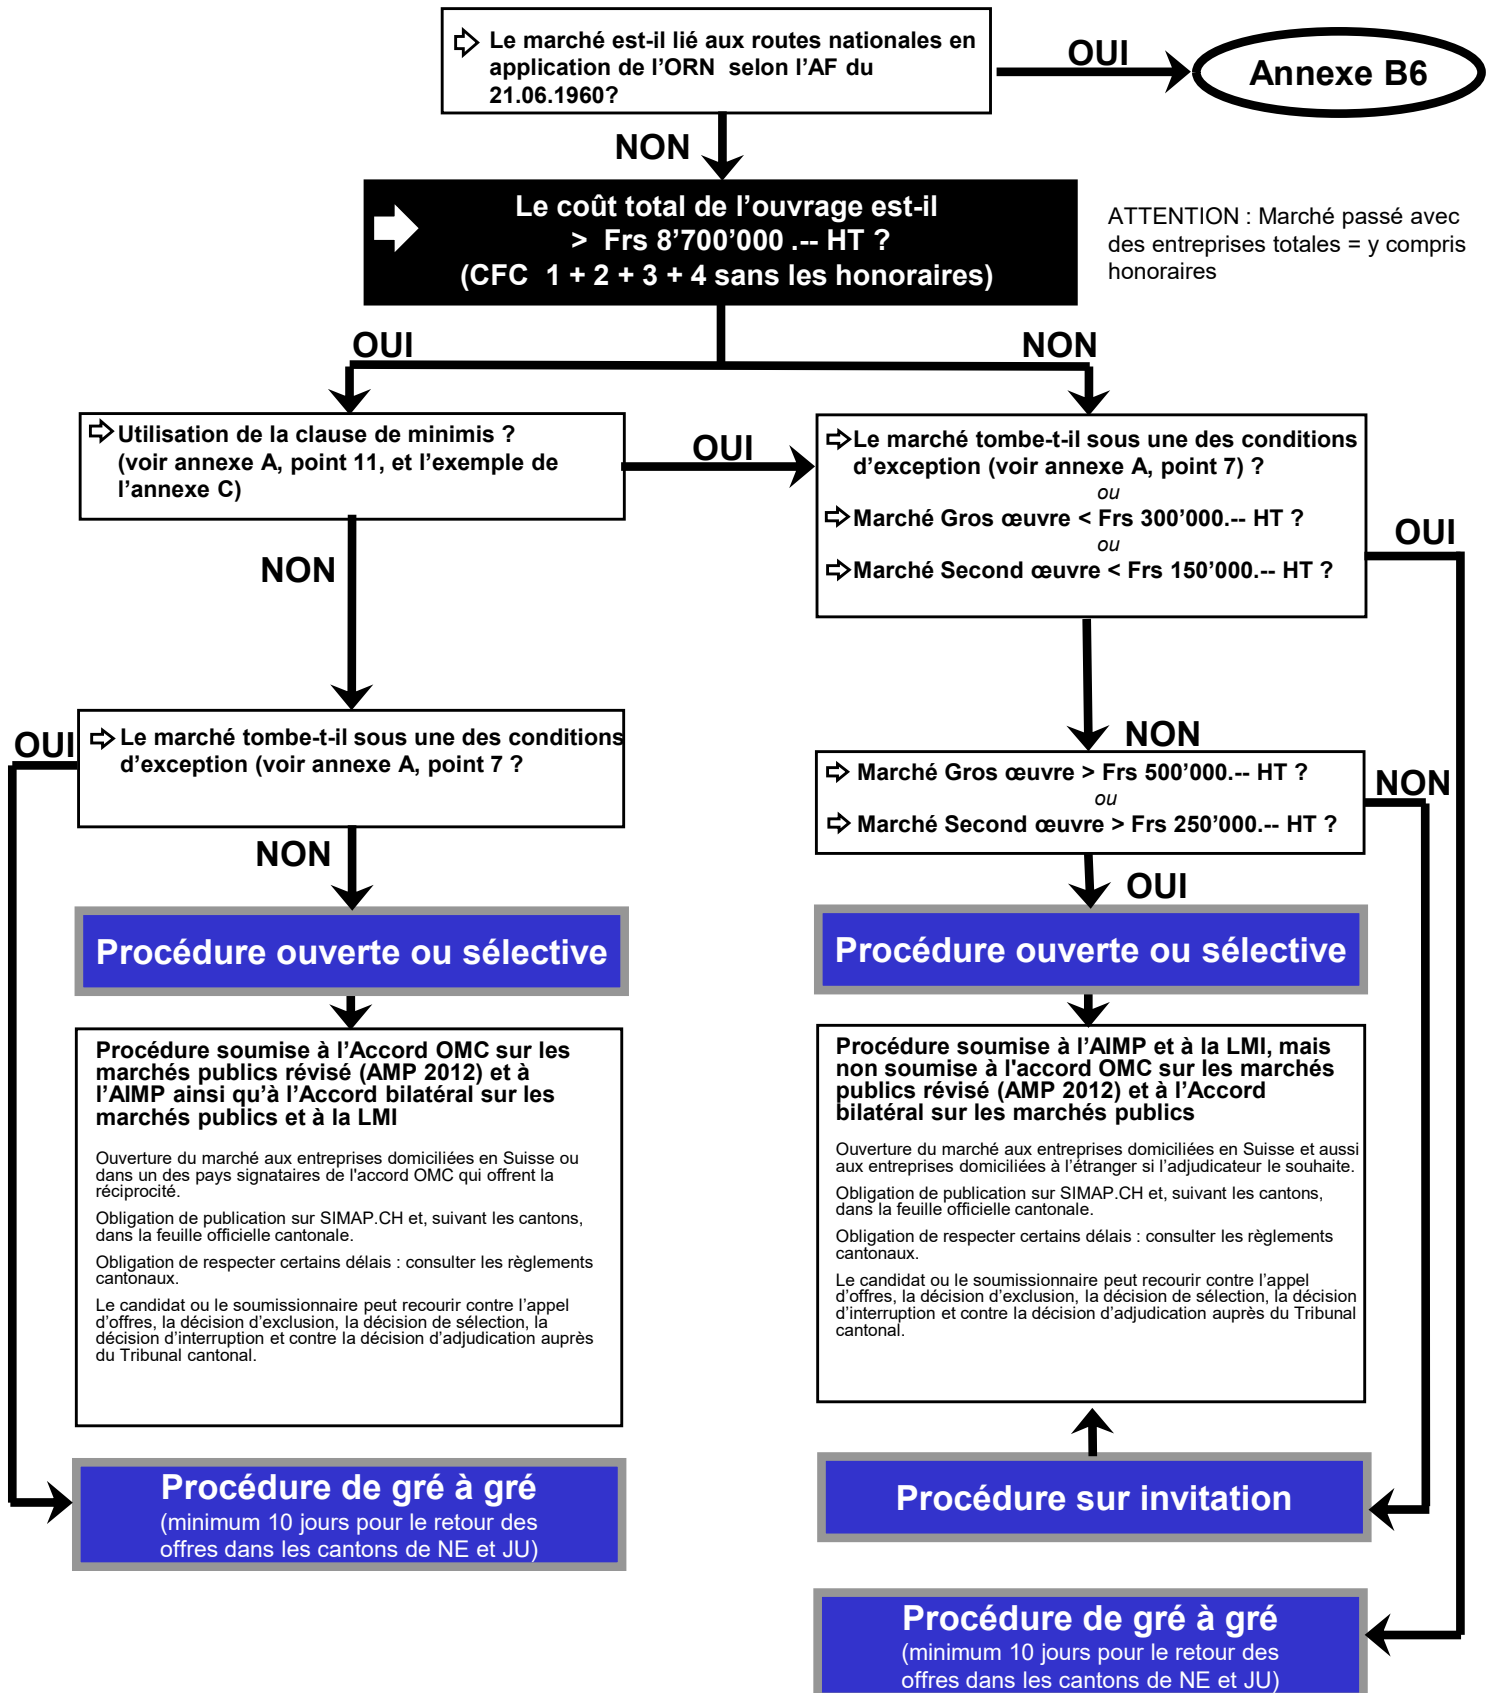 Le marché est-il lié aux routes nationales en
application de l’ORN selon l’AF du
21.06.1960?
OUI
Annexe B6
NON
Le coût total de l’ouvrage est-il
> Frs 8’700’000 .-- HT ?
(CFC 1 + 2 + 3 + 4 sans les honoraires)
ATTENTION : Marché passé avec
des entreprises totales = y compris
honoraires
OUI
NON
Utilisation de la clause de minimis ?
(voir annexe A, point 11, et l’exemple de
l’annexe C)
OUI
Le marché tombe-t-il sous une des conditions
d’exception (voir annexe A, point 7) ?
ou
Marché Gros œuvre < Frs 300’000.-- HT ?
ou
Marché Second œuvre < Frs 150’000.-- HT ?
OUI
NON
NON
OUI
Le marché tombe-t-il sous une des conditions
d’exception (voir annexe A, point 7 ?
Marché Gros œuvre > Frs 500’000.-- HT ?
ou
Marché Second œuvre > Frs 250’000.-- HT ?
NON
NON
OUI
Procédure ouverte ou sélective
Procédure ouverte ou sélective
Procédure soumise à l’Accord OMC sur les
marchés publics révisé (AMP 2012) et à
l’AIMP ainsi qu’à l’Accord bilatéral sur les
marchés publics et à la LMI
Ouverture du marché aux entreprises domiciliées en Suisse ou
dans un des pays signataires de l'accord OMC qui offrent la
réciprocité.
Obligation de publication sur SIMAP.CH et, suivant les cantons,
dans la feuille officielle cantonale.
Obligation de respecter certains délais : consulter les règlements
cantonaux.
Le candidat ou le soumissionnaire peut recourir contre l’appel
d’offres, la décision d’exclusion, la décision de sélection, la
décision d’interruption et contre la décision d’adjudication auprès
du Tribunal cantonal.
Procédure soumise à l’AIMP et à la LMI, mais
non soumise à l'accord OMC sur les marchés
publics révisé (AMP 2012) et à l’Accord
bilatéral sur les marchés publics
Ouverture du marché aux entreprises domiciliées en Suisse et aussi
aux entreprises domiciliées à l’étranger si l’adjudicateur le souhaite.
Obligation de publication sur SIMAP.CH et, suivant les cantons,
dans la feuille officielle cantonale.
Obligation de respecter certains délais : consulter les règlements
cantonaux.
Le candidat ou le soumissionnaire peut recourir contre l’appel
d’offres, la décision d’exclusion, la décision de sélection, la décision
d’interruption et contre la décision d’adjudication auprès du Tribunal
cantonal.
Procédure de gré à gré
(minimum 10 jours pour le retour des
offres dans les cantons de NE et JU)
Procédure sur invitation
Procédure de gré à gré
(minimum 10 jours pour le retour des
offres dans les cantons de NE et JU)